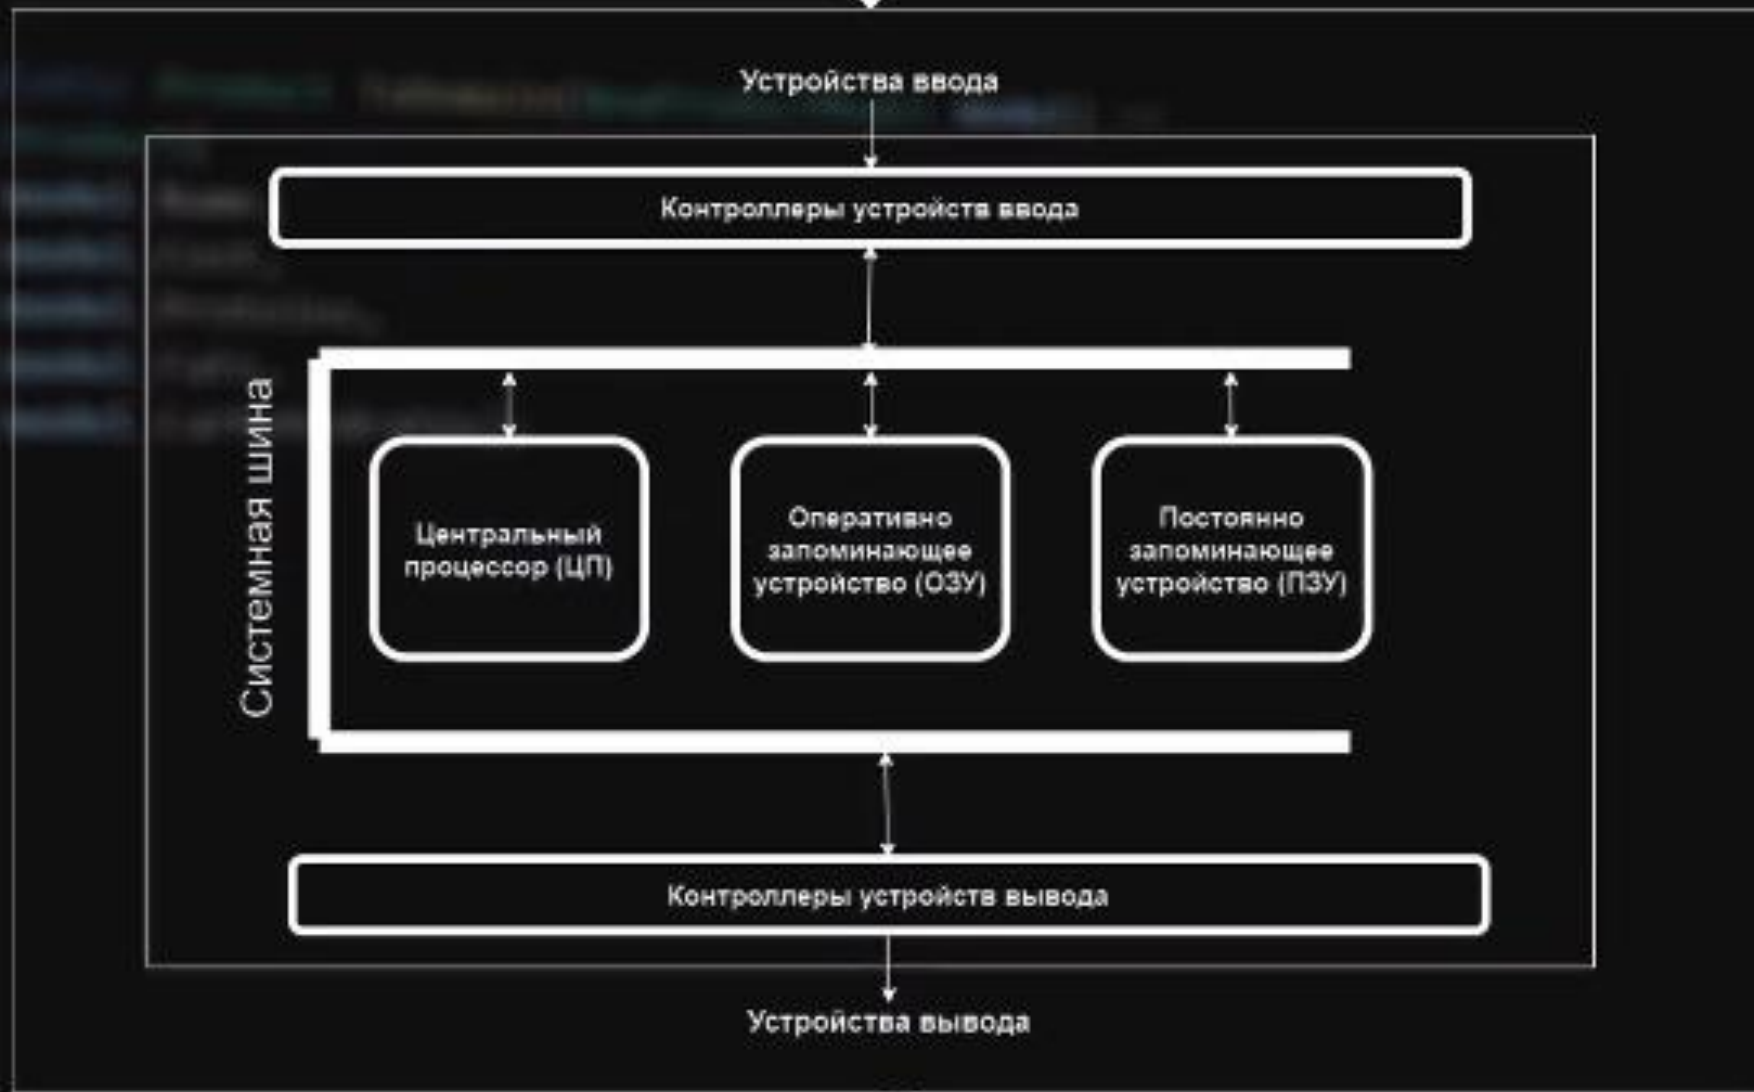 Устройства ввода
Контроллеры устройств ввода
Системная шина
Центральный
процессор (ЦП)
Оперативно
запоминающее
устройство (ОЗУ)
Постоянно
запоминающее
устройство (ПЗУ)
Контроллеры устройств вывода
Устройства вывода